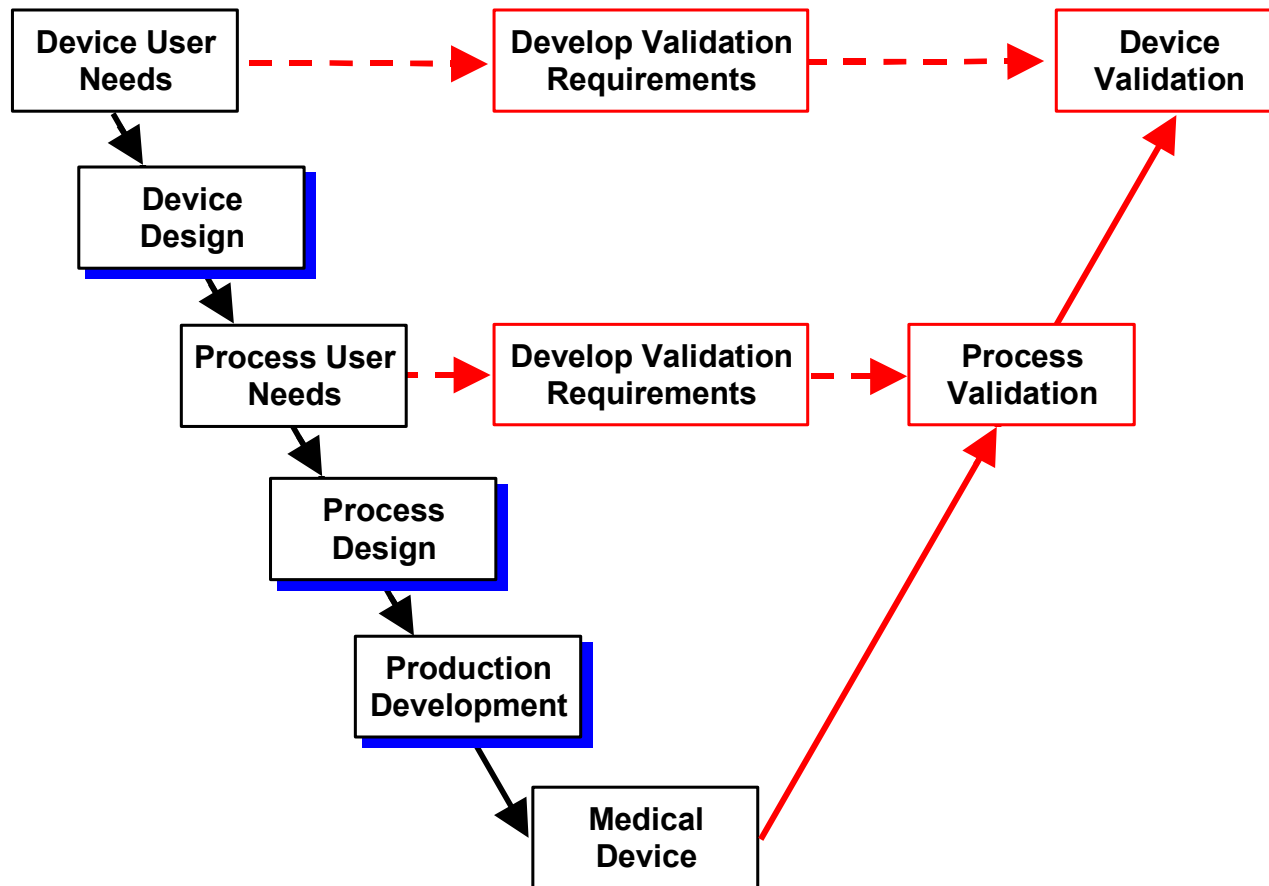 Device User
Needs
Develop Validation
Requirements
Device
Validation
Device
Design
Process User
Needs
Develop Validation
Requirements
Process
Validation
Process
Design
Production
Development
Medical
Device